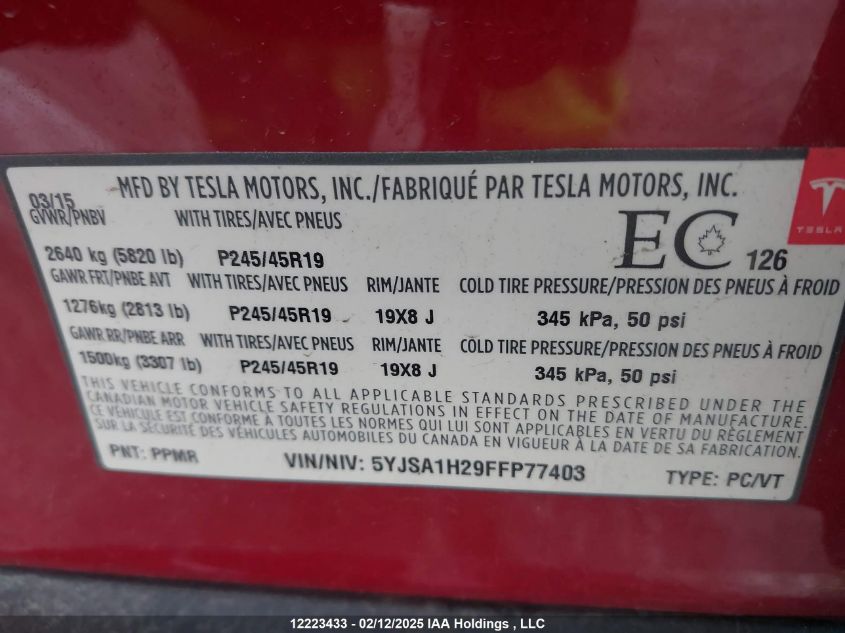 MFD BY TESLA MOTORS, INC./FABRIQUÉ PAR TESLA MOTORS, INC.
03/15
GVWR/PNBV WITH TIRES/AVEC PNEUS
EC 126
TESLA
2640 kg (5820 lb) P245/45R19
GAWR FRT/PNBE AVT WITH TIRES/AVEC PNEUS RIM/JANTE COLD TIRE PRESSURE/PRESSION DES PNEUS À FROID
1276kg (2813 lb) P245/45R19 19X8 J 345 kPa, 50 psi
GAWR RR/PNBE ARR WITH TIRES/AVEC PNEUS RIM/JANTE COLD TIRE PRESSURE/PRESSION DES PNEUS À FROID
1500kg (3307 lb) P245/45R19 19X8 J 345 kPa, 50 psi
THIS VEHICLE CONFORMS TO ALL APPLICABLE STANDARDS PRESCRIBED UNDER THE
CANADIAN MOTOR VEHICLE SAFETY REGULATIONS IN EFFECT ON THE DATE OF MANUFACTURE.
CE VÉHICULE EST CONFORME À TOUTES LES NORMES QUI LUI SONT APPLICABLES EN VERTU DU RÈGLEMENT
SUR LA SÉCURITÉ DES VÉHICULES AUTOMOBILES DU CANADA EN VIGUEUR À LA DATE DE SA FABRICATION.
PNT: PPMR VIN/NIV: 5YJSA1H29FFP77403 TYPE: PC/VT
12223433 - 02/12/2025 IAA Holdings , LLC